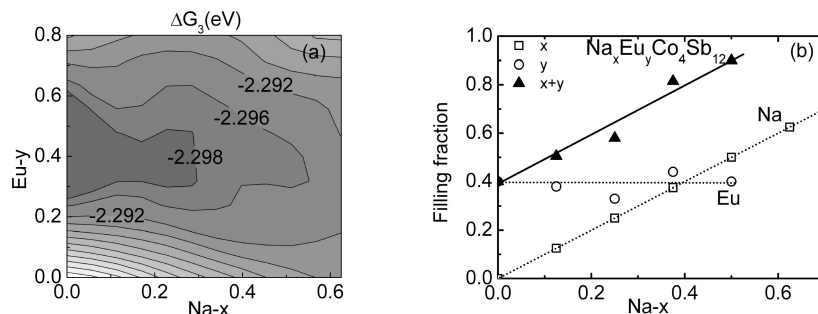 ΔG3(eV)
(a)
0.8
0.6
0.4
0.2
0.0
Eu-y
-2.292
-2.296
-2.298
-2.292
0.0 0.2 0.4 0.6
Na-x
NaxEuyCo4Sb12
(b)
x
y
x+y
1.0
0.8
0.6
0.4
0.2
0.0
Filling fraction
Na
Eu
0.0 0.2 0.4 0.6
Na-x